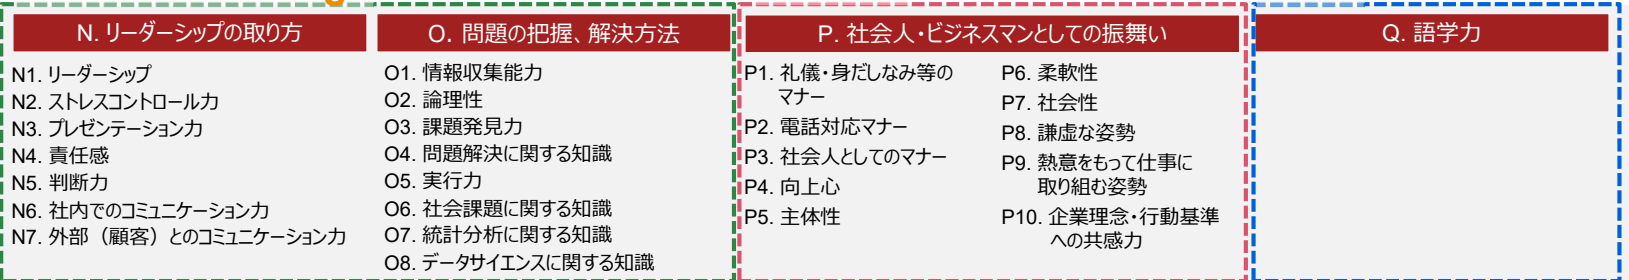 N. リーダーシップの取り方
N1. リーダーシップ
N2. ストレスコントロール力
N3. プレゼンテーション力
N4. 責任感
N5. 判断力
N6. 社内でのコミュニケーション力
N7. 外部（顧客）とのコミュニケーション力
O. 問題の把握、解決方法
O1. 情報収集能力
O2. 論理性
O3. 課題発見力
O4. 問題解決に関する知識
O5. 実行力
O6. 社会課題に関する知識
O7. 統計分析に関する知識
O8. データサイエンスに関する知識
P. 社会人・ビジネスマンとしての振舞い
P1. 礼儀・身だしなみ等の
マナー
P2. 電話対応マナー
P3. 社会人としてのマナー
P4. 向上心
P5. 主体性
P6. 柔軟性
P7. 社会性
P8. 謙虚な姿勢
P9. 熱意をもって仕事に
取り組む姿勢
P10. 企業理念・行動基準
への共感力
Q. 語学力